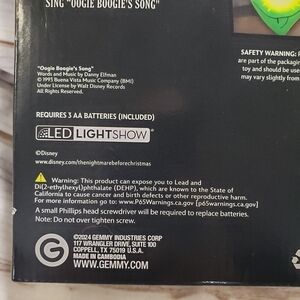 SING "OOGIE BOOGIE'S SONG"
"Oogie Boogie's Song"
Words and Music by Danny Elfman
© 1993 Buena Vista Music Company (BMI)
Under License by Walt Disney Records
All Rights Reserved.
SAFETY WARNING:
are part of the packaging
toy and should be used
may vary slightly from
REQUIRES 3 AA BATTERIES (INCLUDED)
LED LIGHTSHOW
©Disney
www.disney.com/thenightmarebeforechristmas
Warning: This product can expose you to Lead and
Di(2-ethylhexyl)phthalate (DEHP), which are known to the State of
California to cause cancer and birth defects or other reproductive harm.
For more information, go to: www.P65Warnings.ca.gov [p65Warnings.ca.gov]
A small Phillips head screwdriver will be required to replace batteries.
Note: Do not over tighten screw.
G
©2024 GEMMY INDUSTRIES CORP
117 WRANGLER DRIVE, SUITE 100
COPPELL, TX 75019 U.S.A.
MADE IN CAMBODIA
WWW.GEMMY.COM